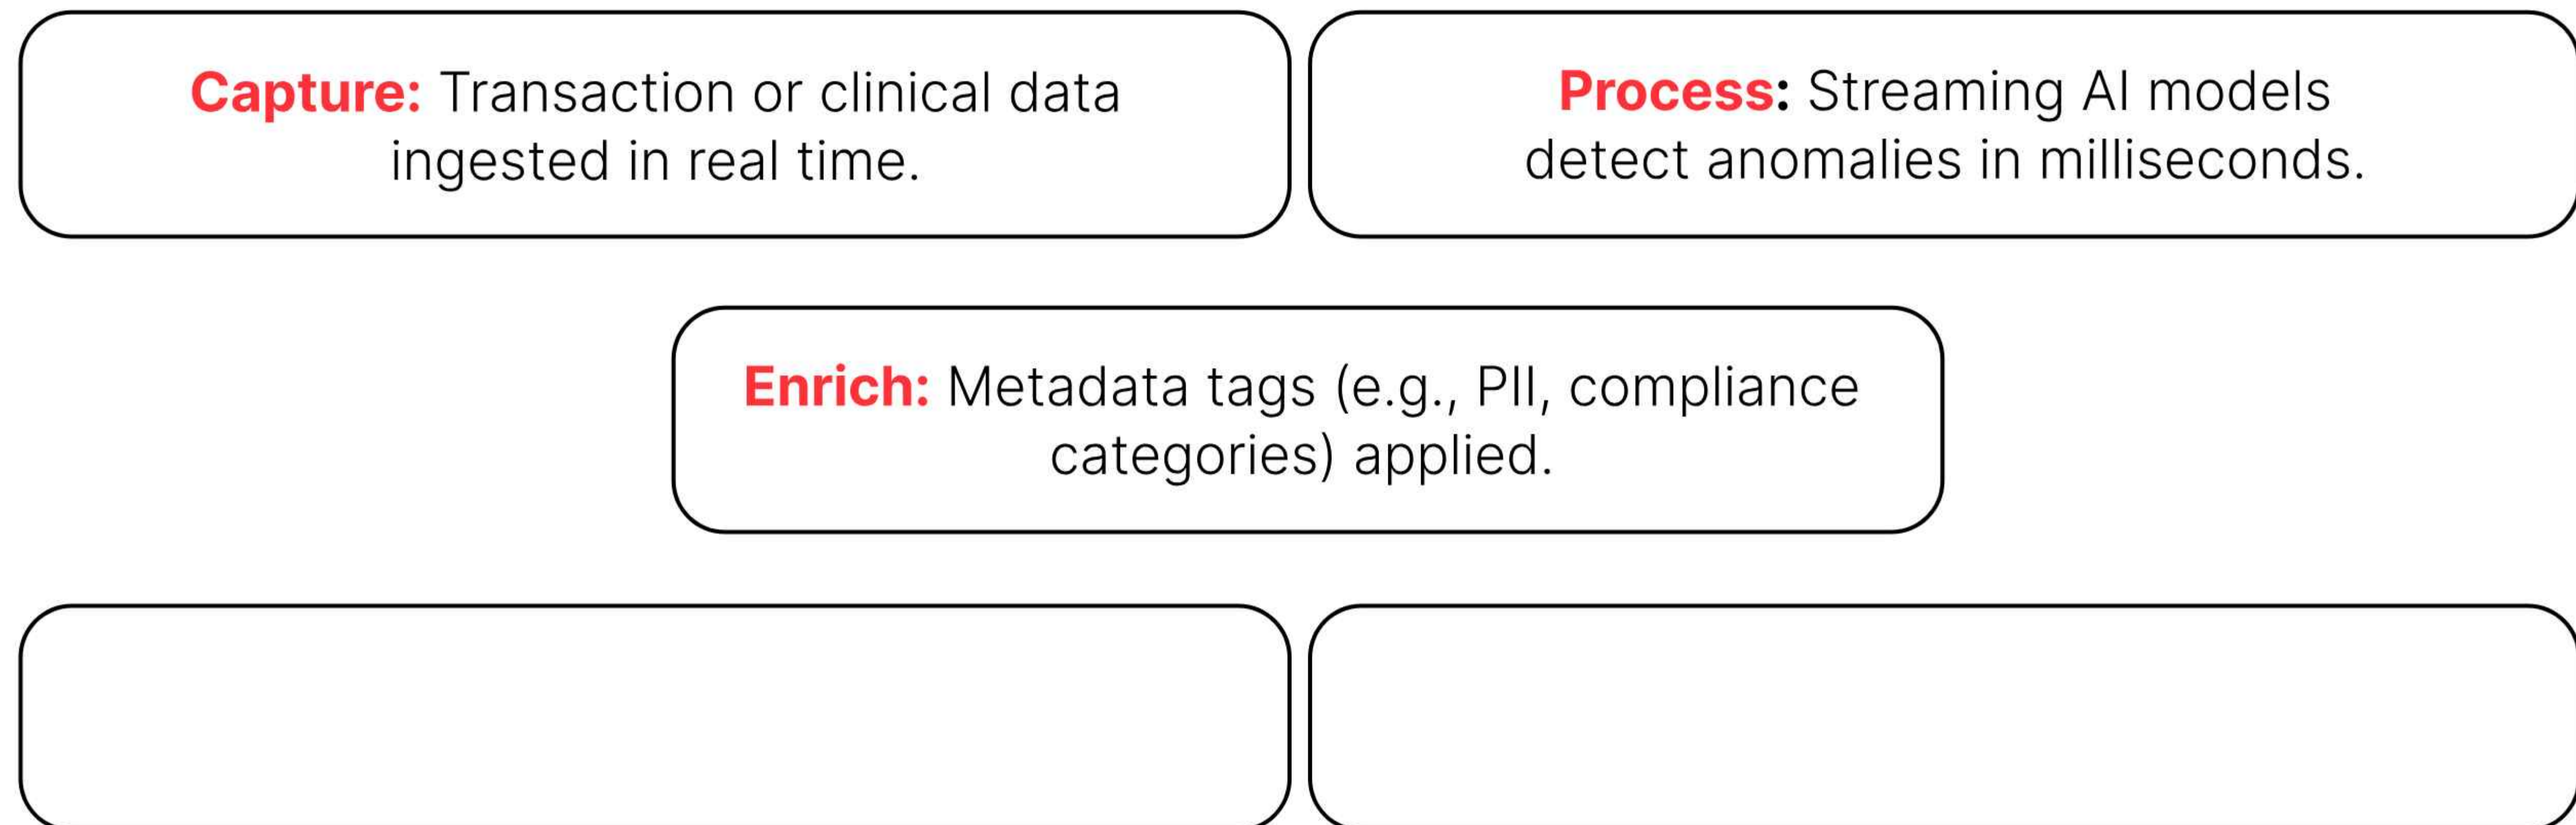 Capture: Transaction or clinical data
ingested in real time.
Process: Streaming AI models
detect anomalies in milliseconds.
Enrich: Metadata tags (e.g., PII, compliance
categories) applied.